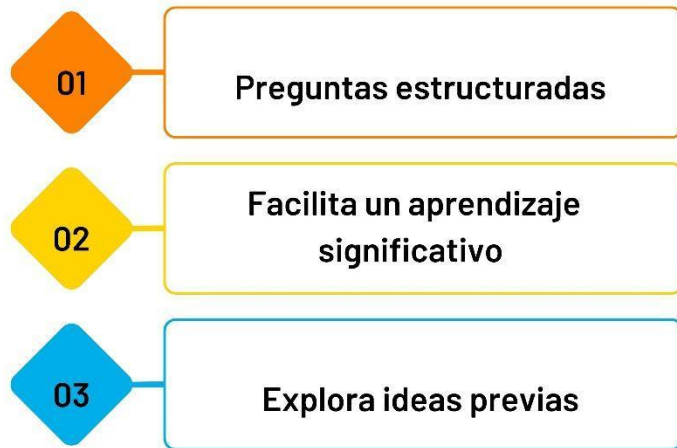 01
Preguntas estructuradas
02
Facilita un aprendizaje
significativo
03
Explora ideas previas